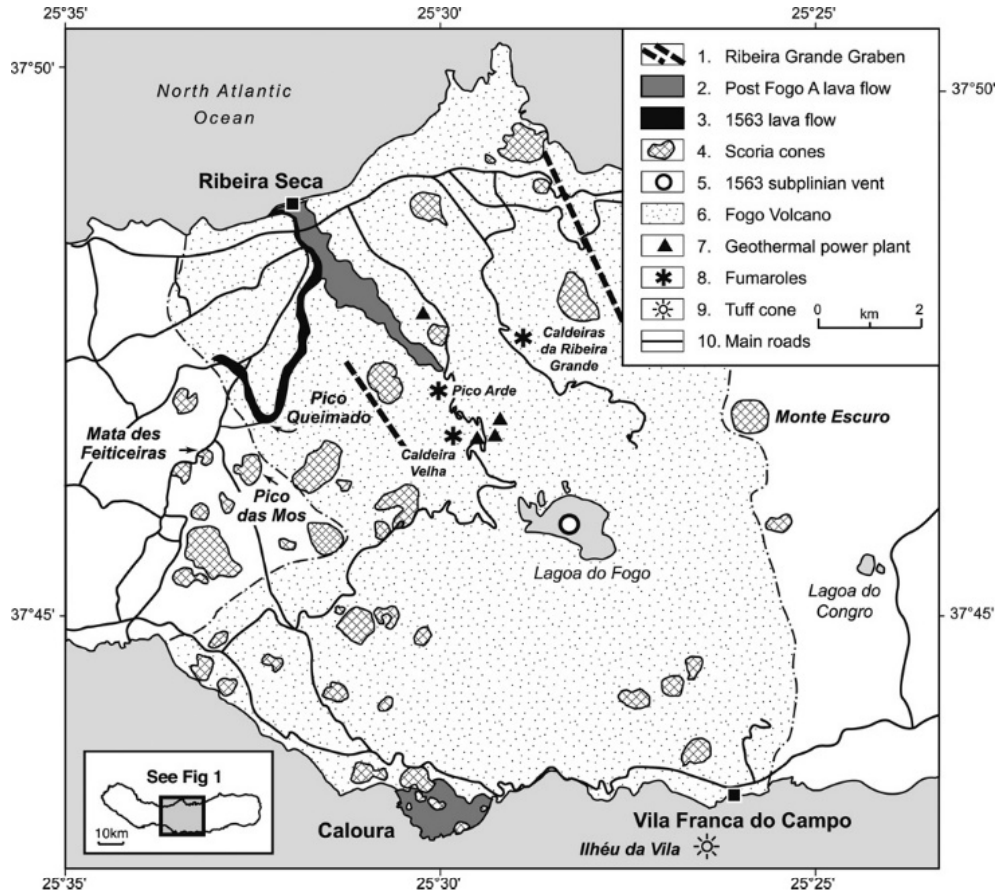 25°35'
25°30'
25°25'
37°50'
37°50'
North Atlantic
Ocean
1. Ribeira Grande Graben
2. Post Fogo A lava flow
3. 1563 lava flow
4. Scoria cones
5. 1563 subplinian vent
6. Fogo Volcano
7. Geothermal power plant
8. Fumaroles
9. Tuff cone
10. Main roads
0 km 2
Ribeira Seca
Caldeiras
da Ribeira
Grande
Pico Arde
Pico
Queimado
Mata des
Feiticeiras
Caldeira
Velha
Monte Escuro
Pico
das Mos
Lagoa do Fogo
Lagoa do
Congro
37°45'
37°45'
See Fig 1
10km
Caloura
Vila Franca do Campo
Ilhéu da Vila
25°35'
25°30'
25°25'